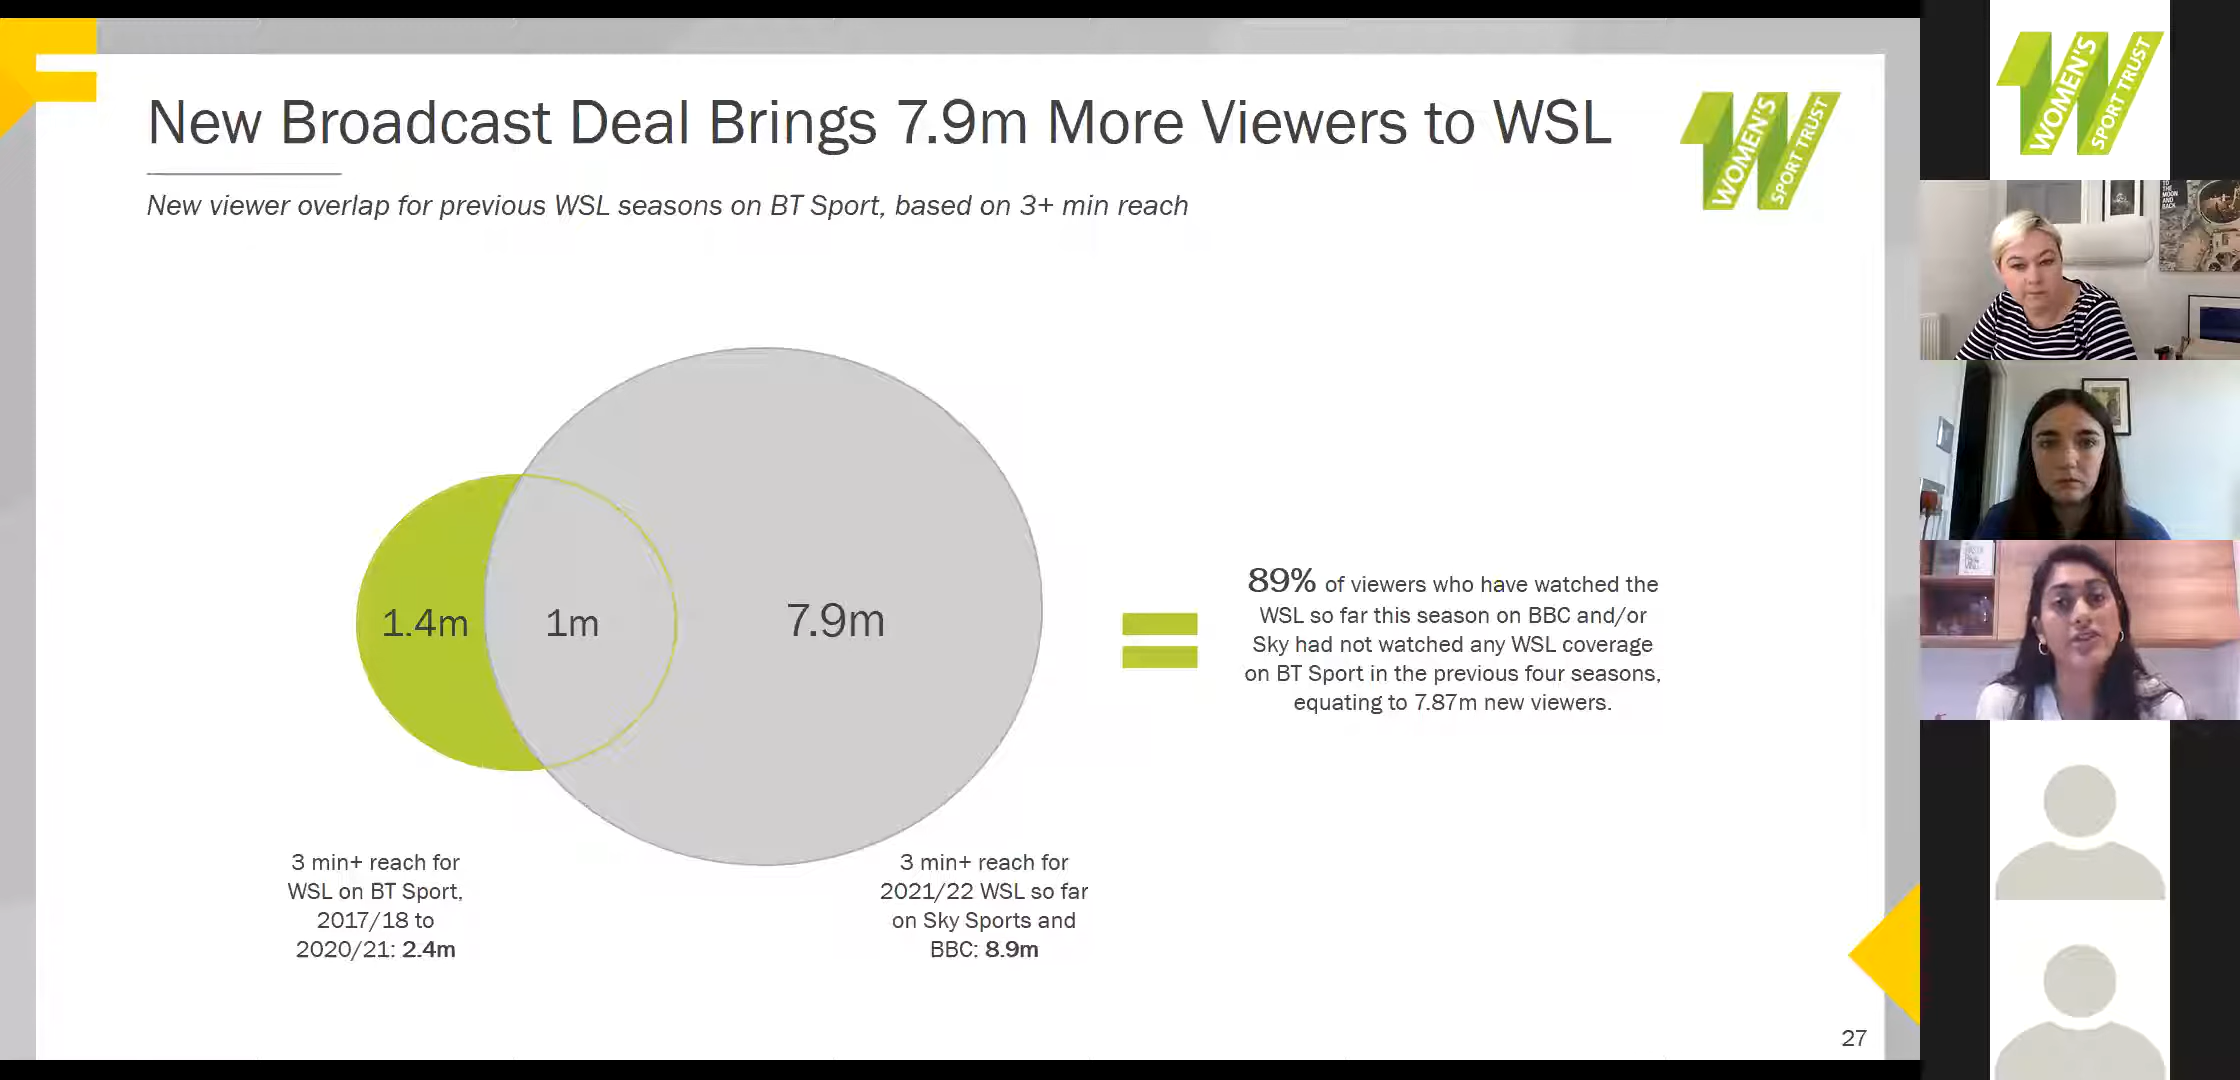 New Broadcast Deal Brings 7.9m More Viewers to WSL
New viewer overlap for previous WSL seasons on BT Sport, based on 3+ min reach
WOMEN'S
SPORT TRUST
1.4m
1m
7.9m
89% of viewers who have watched the
WSL so far this season on BBC and/or
Sky had not watched any WSL coverage
on BT Sport in the previous four seasons,
equating to 7.87m new viewers.
3 min+ reach for
WSL on BT Sport,
2017/18 to
2020/21: 2.4m
3 min+ reach for
2021/22 WSL so far
on Sky Sports and
BBC: 8.9m
27
WOMEN'S
SPORT TRUST
TO
THE
MOON
AND
BACK